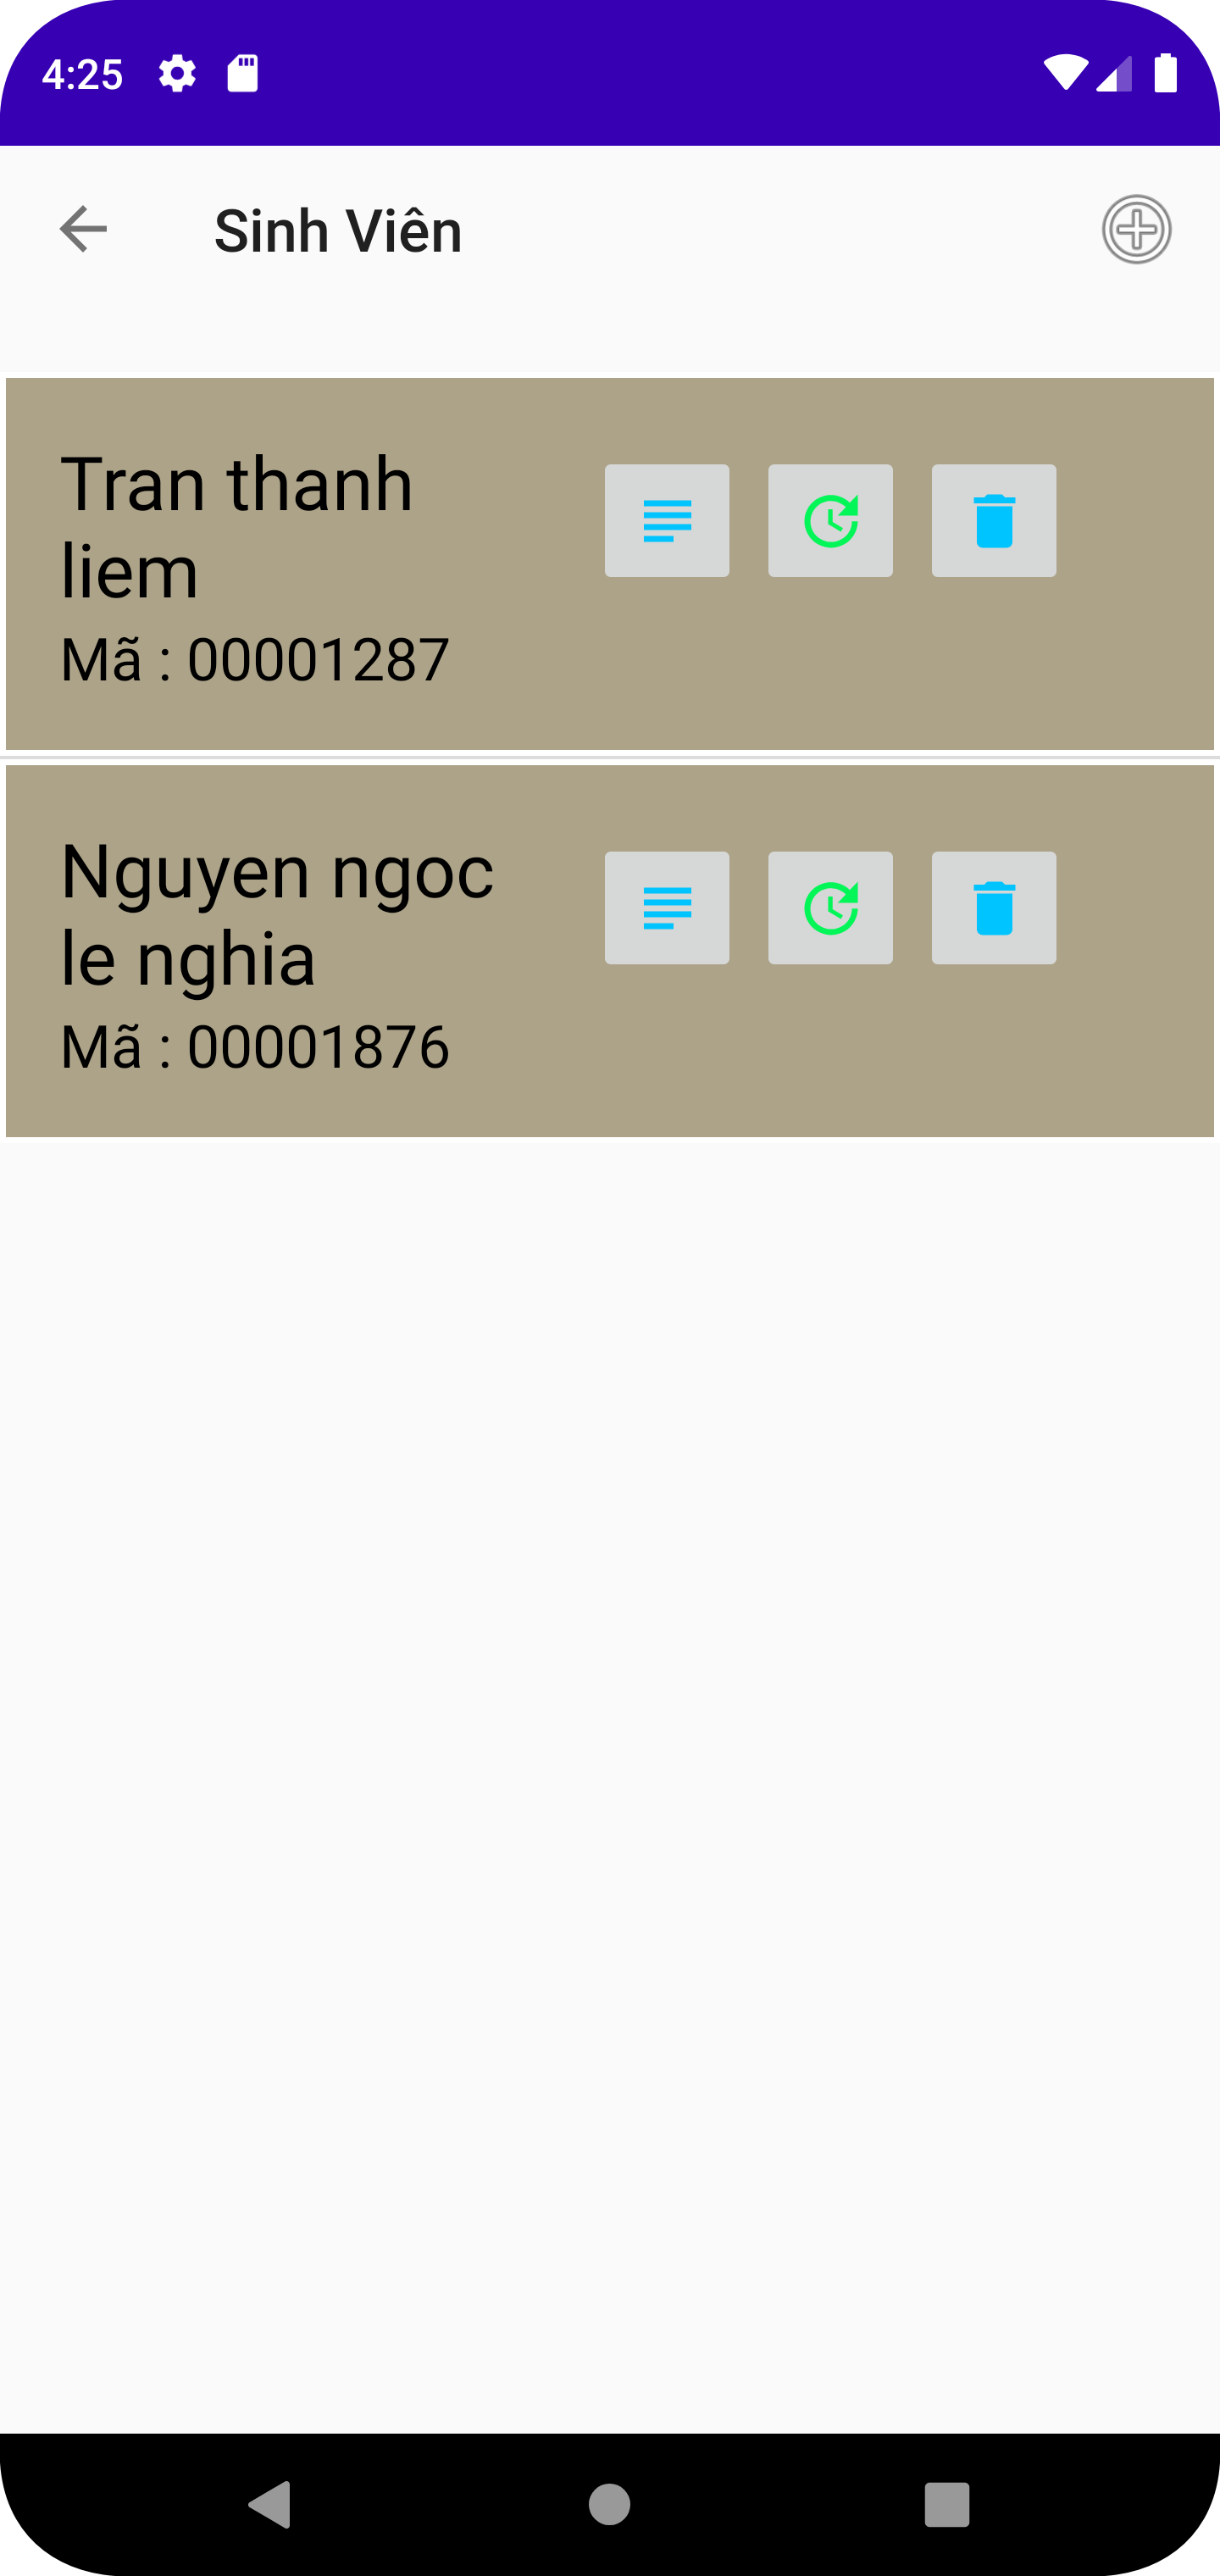 4:25
Sinh Viên
Tran thanh
liem
Mã : 00001287
Nguyen ngoc
le nghia
Mã : 00001876